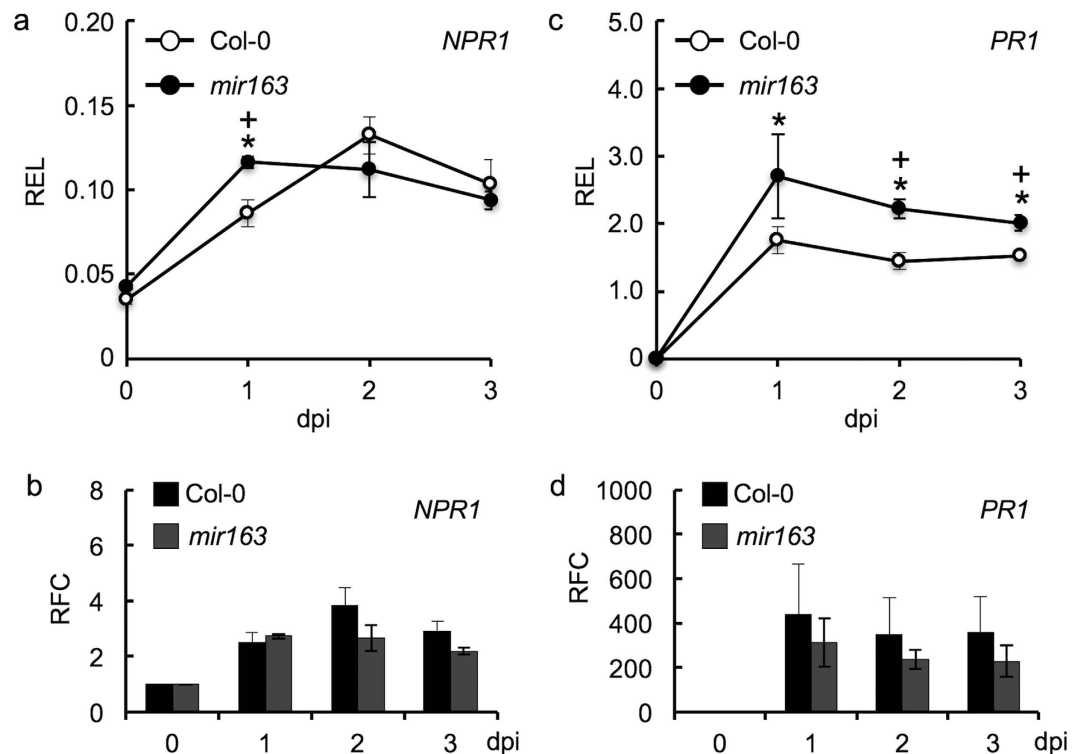 a
0.20
0.15
0.10
0.05
0
REL
Col-0
mir163
NPR1
+
*
0 1 2 3
dpi
c
5.0
4.0
3.0
2.0
1.0
0
REL
Col-0
mir163
PR1
*
+
*
+
*
0 1 2 3
dpi
b
8
6
4
2
0
RFC
Col-0
mir163
NPR1
0 1 2 3 dpi
d
1000
800
600
400
200
0
RFC
Col-0
mir163
PR1
0 1 2 3 dpi